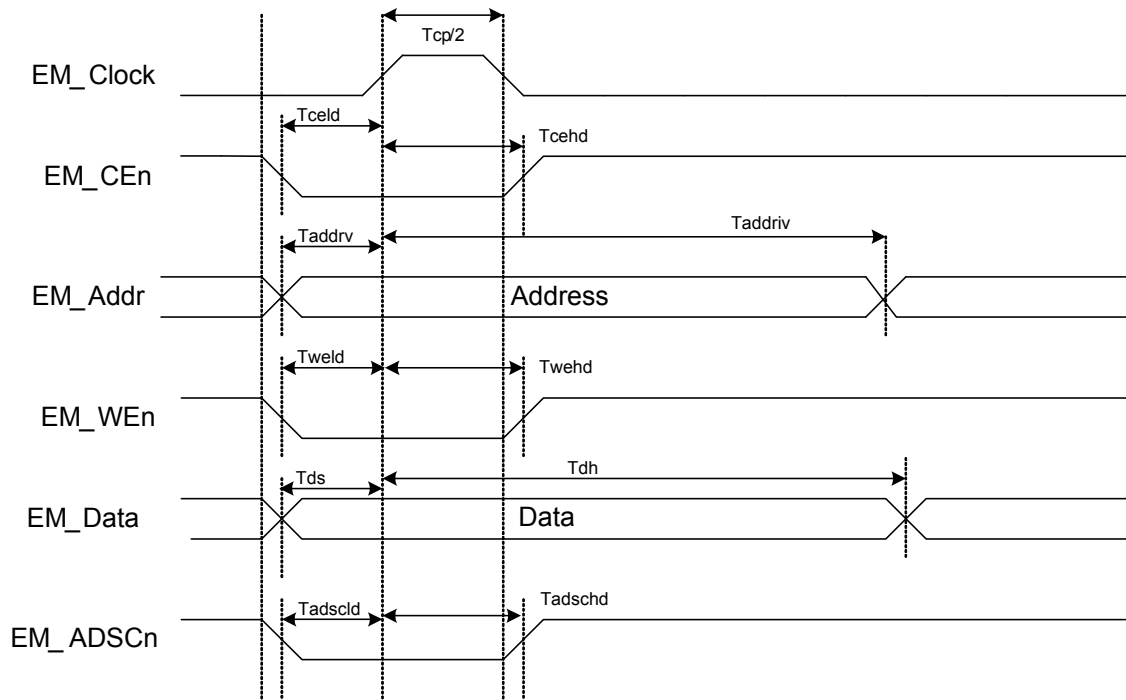 Tcp/2
EM_Clock
Tceld
Tcehd
EM_CEn
Taddrv
Taddriv
EM_Addr
Address
Tweld
Twehd
EM_WEn
Tds
Tdh
EM_Data
Data
Tadscld
Tadschd
EM_ADSCn